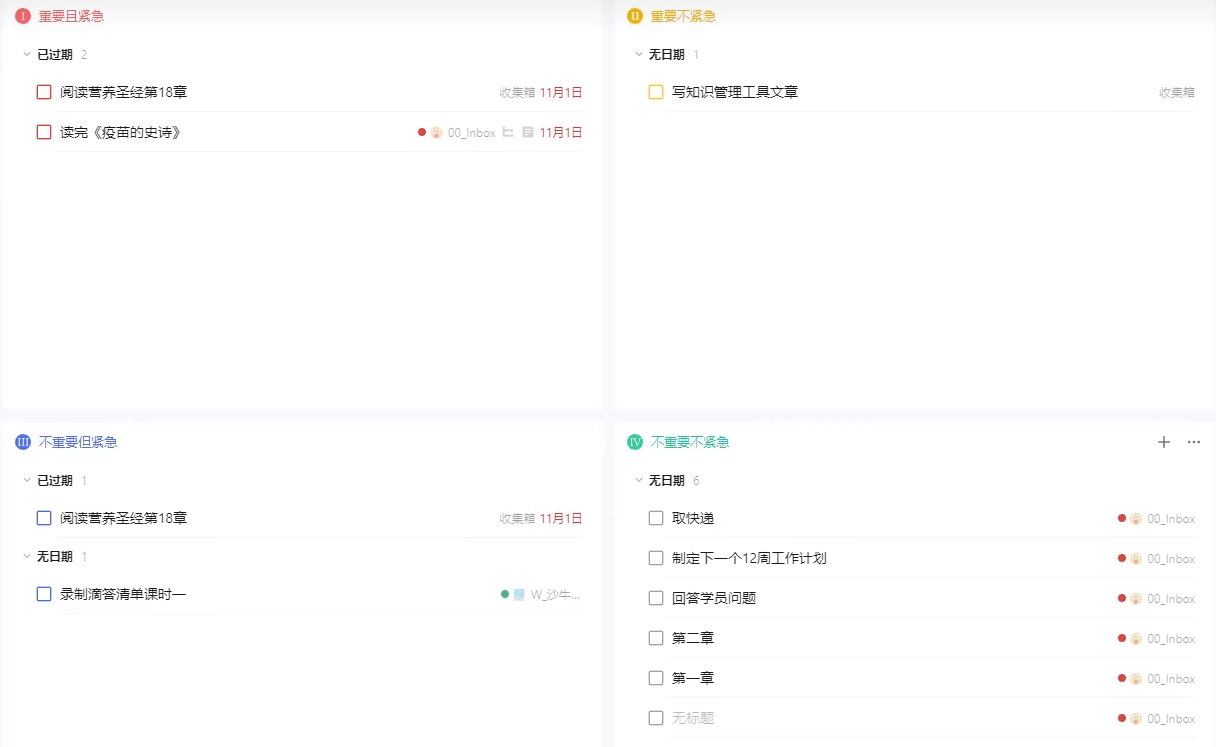 I 重要且紧急
已过期 2
阅读营养圣经第18章 收集箱 11月1日
读完《疫苗的史诗》 00_Inbox 11月1日
II 重要不紧急
无日期 1
写知识管理工具文章 收集箱
III 不重要但紧急
已过期 1
阅读营养圣经第18章 收集箱 11月1日
无日期 1
录制滴答清单课时一 W_沙牛...
IV 不重要不紧急
无日期 6
取快递 00_Inbox
制定下一个12周工作计划 00_Inbox
回答学员问题 00_Inbox
第二章 00_Inbox
第一章 00_Inbox
无标题 00_Inbox